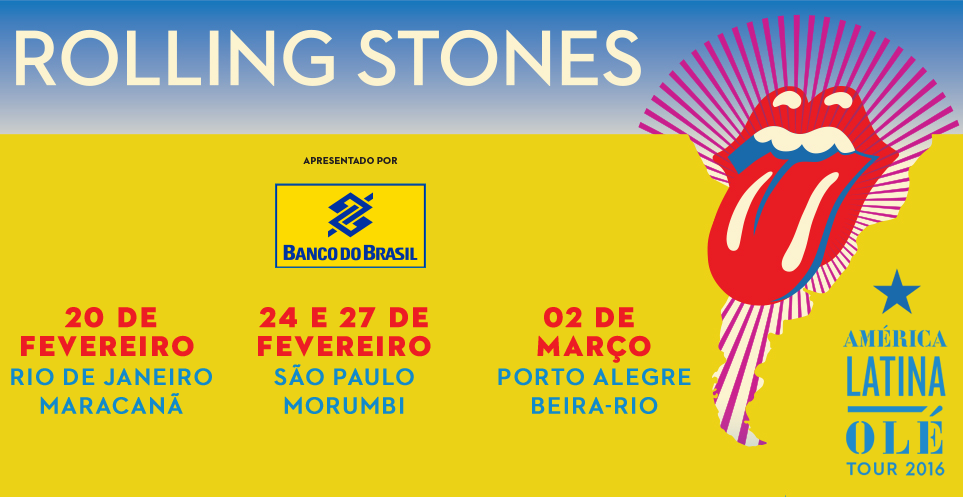 ROLLING STONES
APRESENTADO POR
BANCO DO BRASIL
20 DE
FEVEREIRO
RIO DE JANEIRO
MARACANÃ
24 E 27 DE
FEVEREIRO
SÃO PAULO
MORUMBI
02 DE
MARÇO
PORTO ALEGRE
BEIRA-RIO
AMÉRICA
LATINA
OLÉ
TOUR 2016